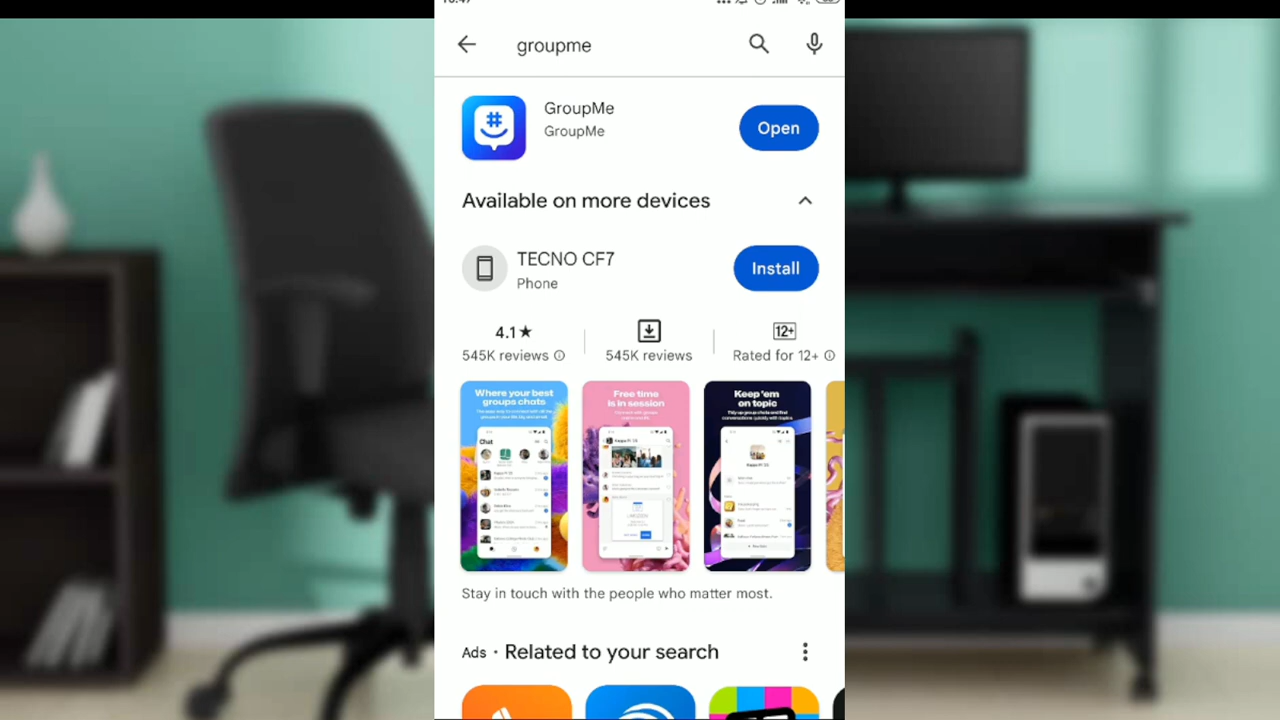 groupme
GroupMe
GroupMe
Open
Available on more devices
TECNO CF7
Phone
Install
4.1★
545K reviews
545K reviews
12+
Rated for 12+
Where your best
groups chats
Free time
is in session
Keep 'em
on topic
Chat
Stay in touch with the people who matter most.
Ads · Related to your search